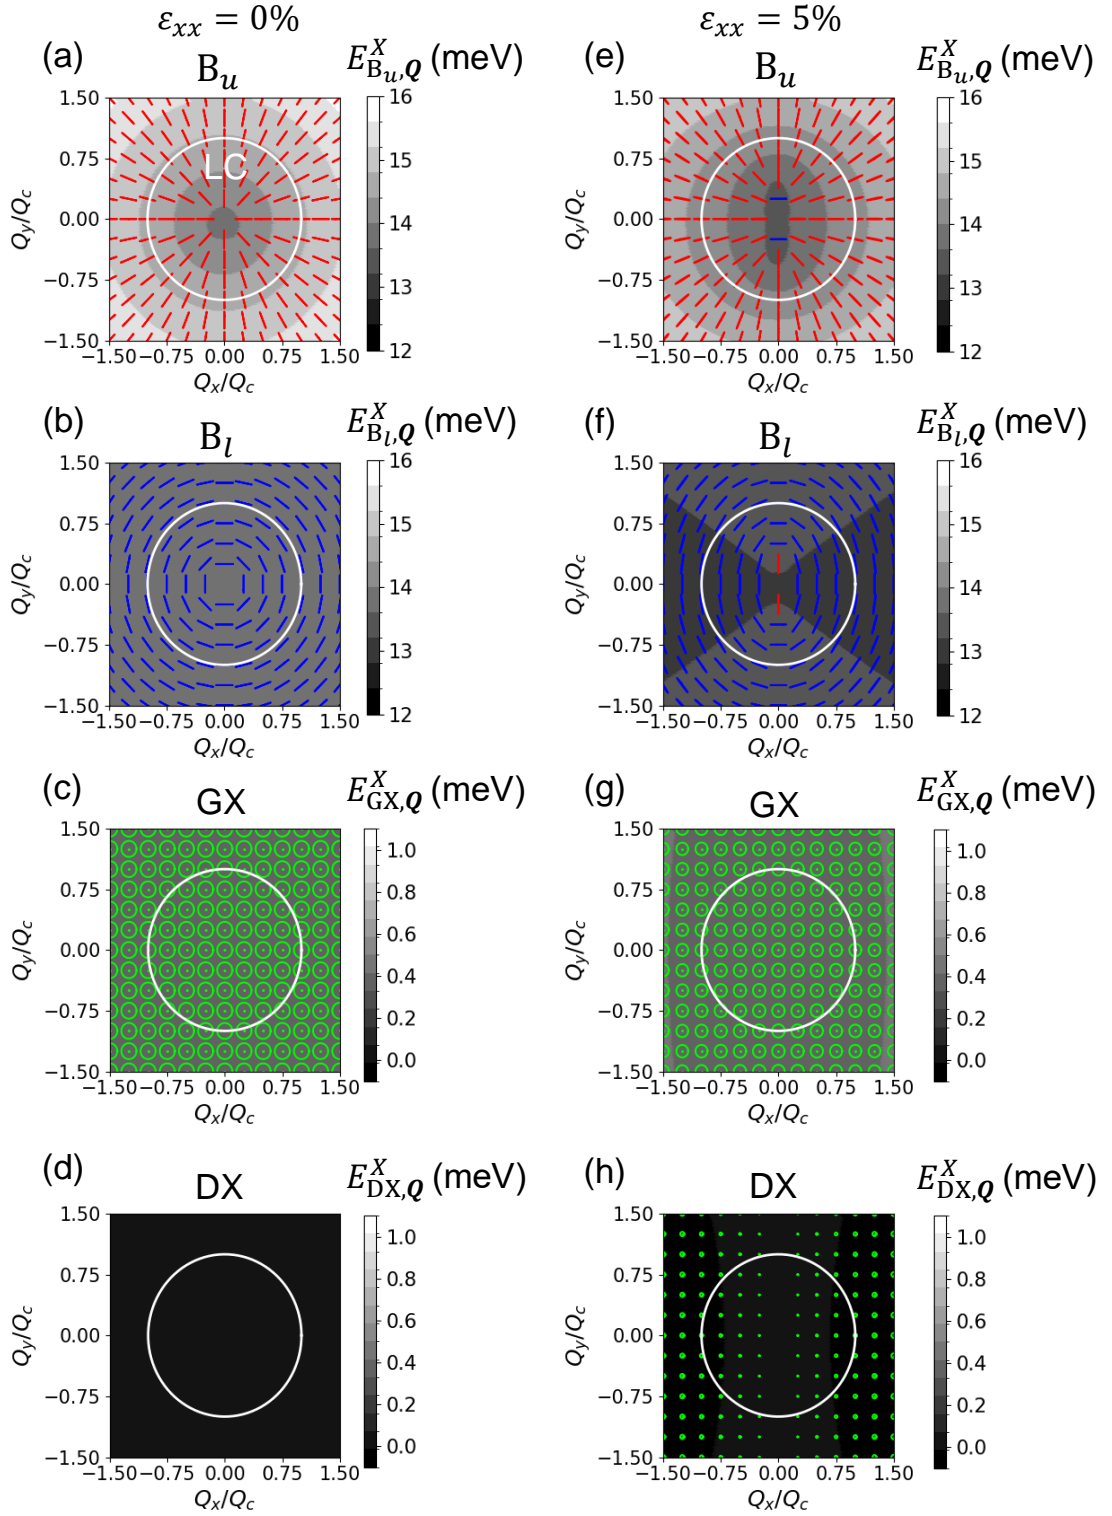 ε_xx = 0%
ε_xx = 5%
(a)
B_u
E^X_{B_u,Q} (meV)
1.50
0.75
0.00
−0.75
−1.50
Q_y/Q_c
LC
−1.50 −0.75 0.00 0.75 1.50
Q_x/Q_c
16
15
14
13
12
(e)
B_u
E^X_{B_u,Q} (meV)
1.50
0.75
0.00
−0.75
−1.50
Q_y/Q_c
−1.50 −0.75 0.00 0.75 1.50
Q_x/Q_c
16
15
14
13
12
(b)
B_l
E^X_{B_l,Q} (meV)
1.50
0.75
0.00
−0.75
−1.50
Q_y/Q_c
−1.50 −0.75 0.00 0.75 1.50
Q_x/Q_c
16
15
14
13
12
(f)
B_l
E^X_{B_l,Q} (meV)
1.50
0.75
0.00
−0.75
−1.50
Q_y/Q_c
−1.50 −0.75 0.00 0.75 1.50
Q_x/Q_c
16
15
14
13
12
(c)
GX
E^X_{GX,Q} (meV)
1.50
0.75
0.00
−0.75
−1.50
Q_y/Q_c
−1.50 −0.75 0.00 0.75 1.50
Q_x/Q_c
1.0
0.8
0.6
0.4
0.2
0.0
(g)
GX
E^X_{GX,Q} (meV)
1.50
0.75
0.00
−0.75
−1.50
Q_y/Q_c
−1.50 −0.75 0.00 0.75 1.50
Q_x/Q_c
1.0
0.8
0.6
0.4
0.2
0.0
(d)
DX
E^X_{DX,Q} (meV)
1.50
0.75
0.00
−0.75
−1.50
Q_y/Q_c
−1.50 −0.75 0.00 0.75 1.50
Q_x/Q_c
1.0
0.8
0.6
0.4
0.2
0.0
(h)
DX
E^X_{DX,Q} (meV)
1.50
0.75
0.00
−0.75
−1.50
Q_y/Q_c
−1.50 −0.75 0.00 0.75 1.50
Q_x/Q_c
1.0
0.8
0.6
0.4
0.2
0.0